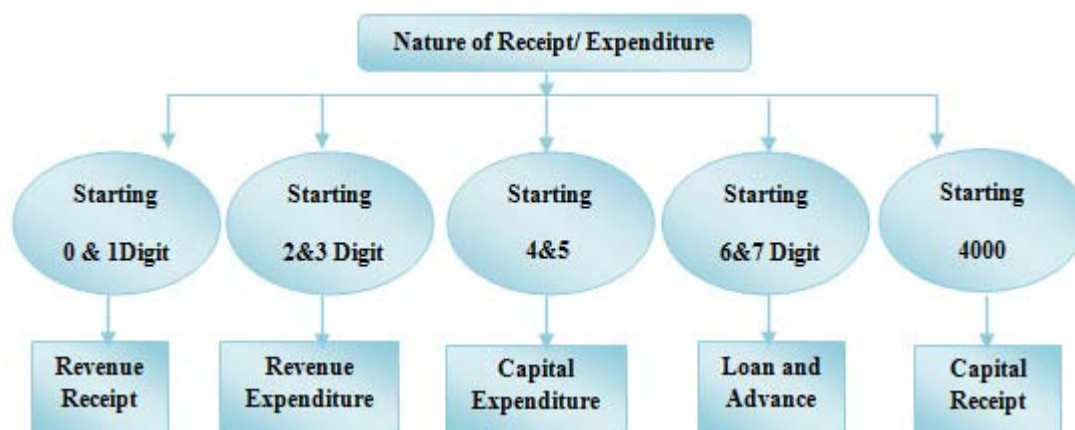 Nature of Receipt/ Expenditure
Starting
0 & 1Digit
Starting
2&3 Digit
Starting
4&5
Starting
6&7 Digit
Starting
4000
Revenue
Receipt
Revenue
Expenditure
Capital
Expenditure
Loan and
Advance
Capital
Receipt